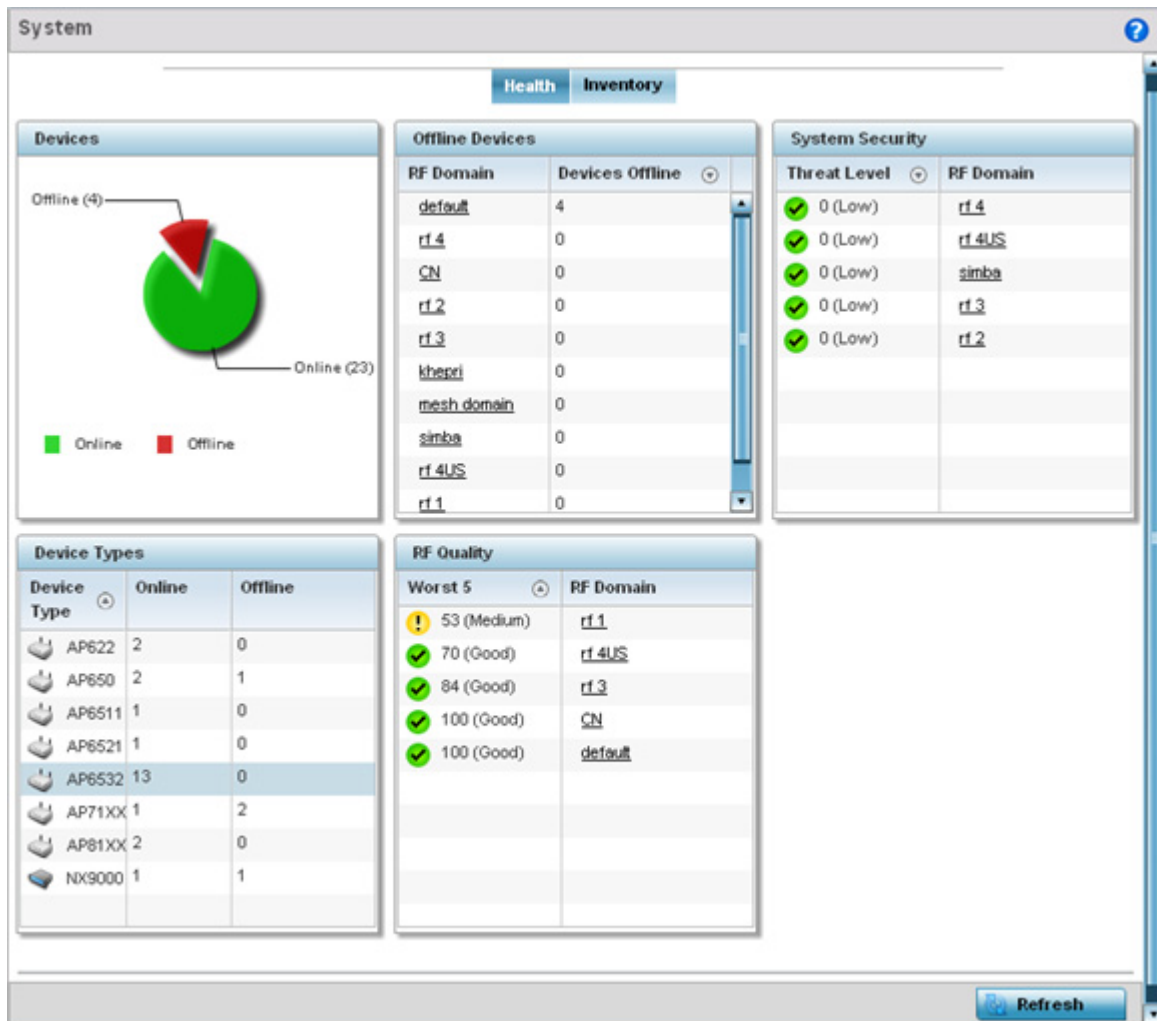 System
Health Inventory
Devices
Offline (4)
Online (23)
Online Offline
Offline Devices
RF Domain Devices Offline
default 4
rf 4 0
CN 0
rf 2 0
rf 3 0
khepri 0
mesh domain 0
simba 0
rf 4US 0
rf 1 0
System Security
Threat Level RF Domain
0 (Low) rf 4
0 (Low) rf 4US
0 (Low) simba
0 (Low) rf 3
0 (Low) rf 2
Device Types
Device Type Online Offline
AP622 2 0
AP650 2 1
AP6511 1 0
AP6521 1 0
AP6532 13 0
AP71XX 1 2
AP81XX 2 0
NX9000 1 1
RF Quality
Worst 5 RF Domain
53 (Medium) rf 1
70 (Good) rf 4US
84 (Good) rf 3
100 (Good) CN
100 (Good) default
Refresh